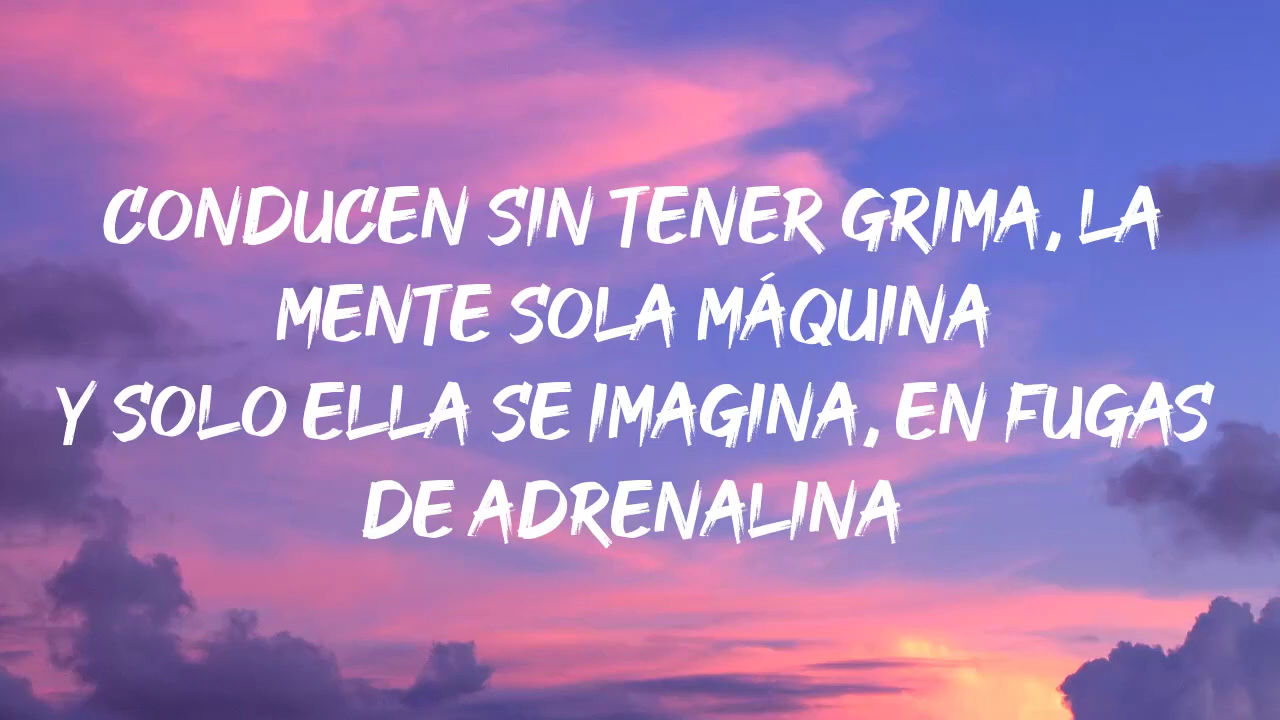 CONDUCEN SIN TENER GRIMA, LA
MENTE SOLA MÁQUINA
Y SOLO ELLA SE IMAGINA, EN FUGAS
DE ADRENALINA